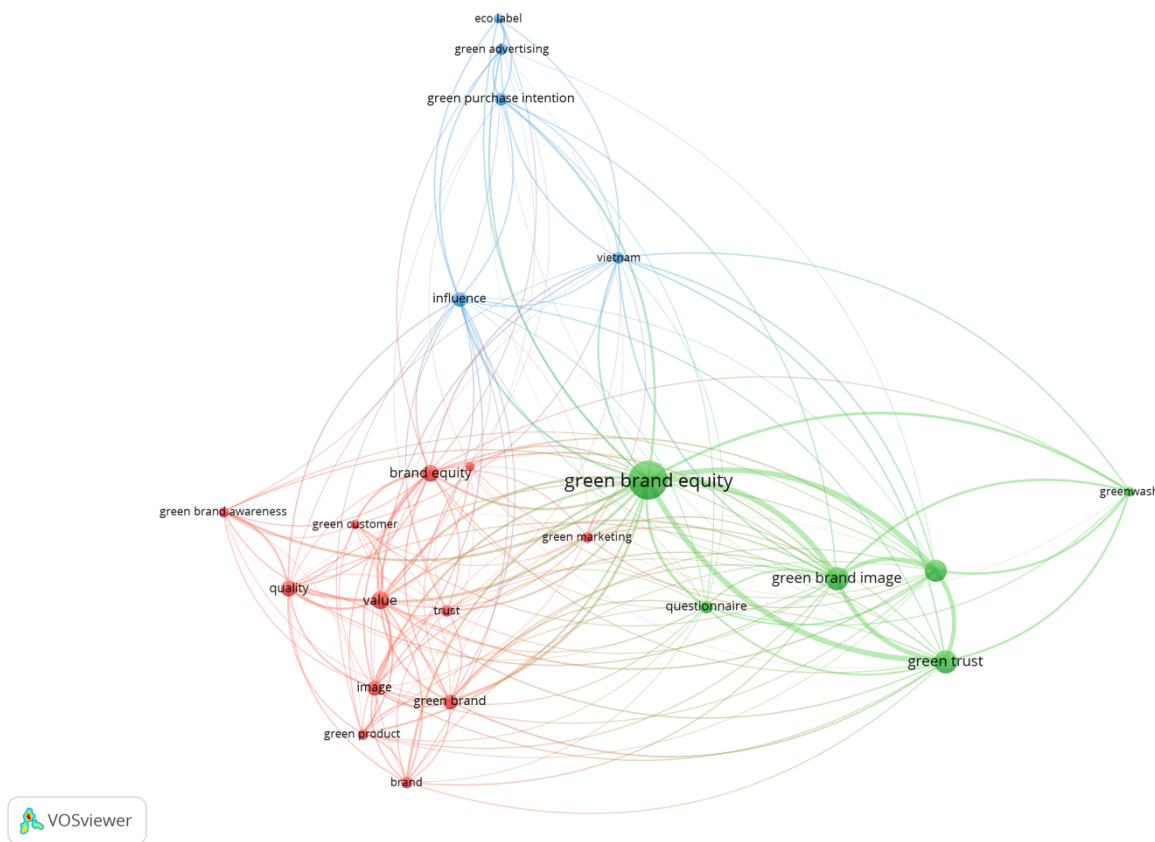 eco label
green advertising
green purchase intention
vietnam
influence
brand equity
green brand equity
green brand awareness
greenwash
green customer
green marketing
green brand image
quality
value
questionnaire
trust
green trust
image
green brand
green product
brand
VOSviewer